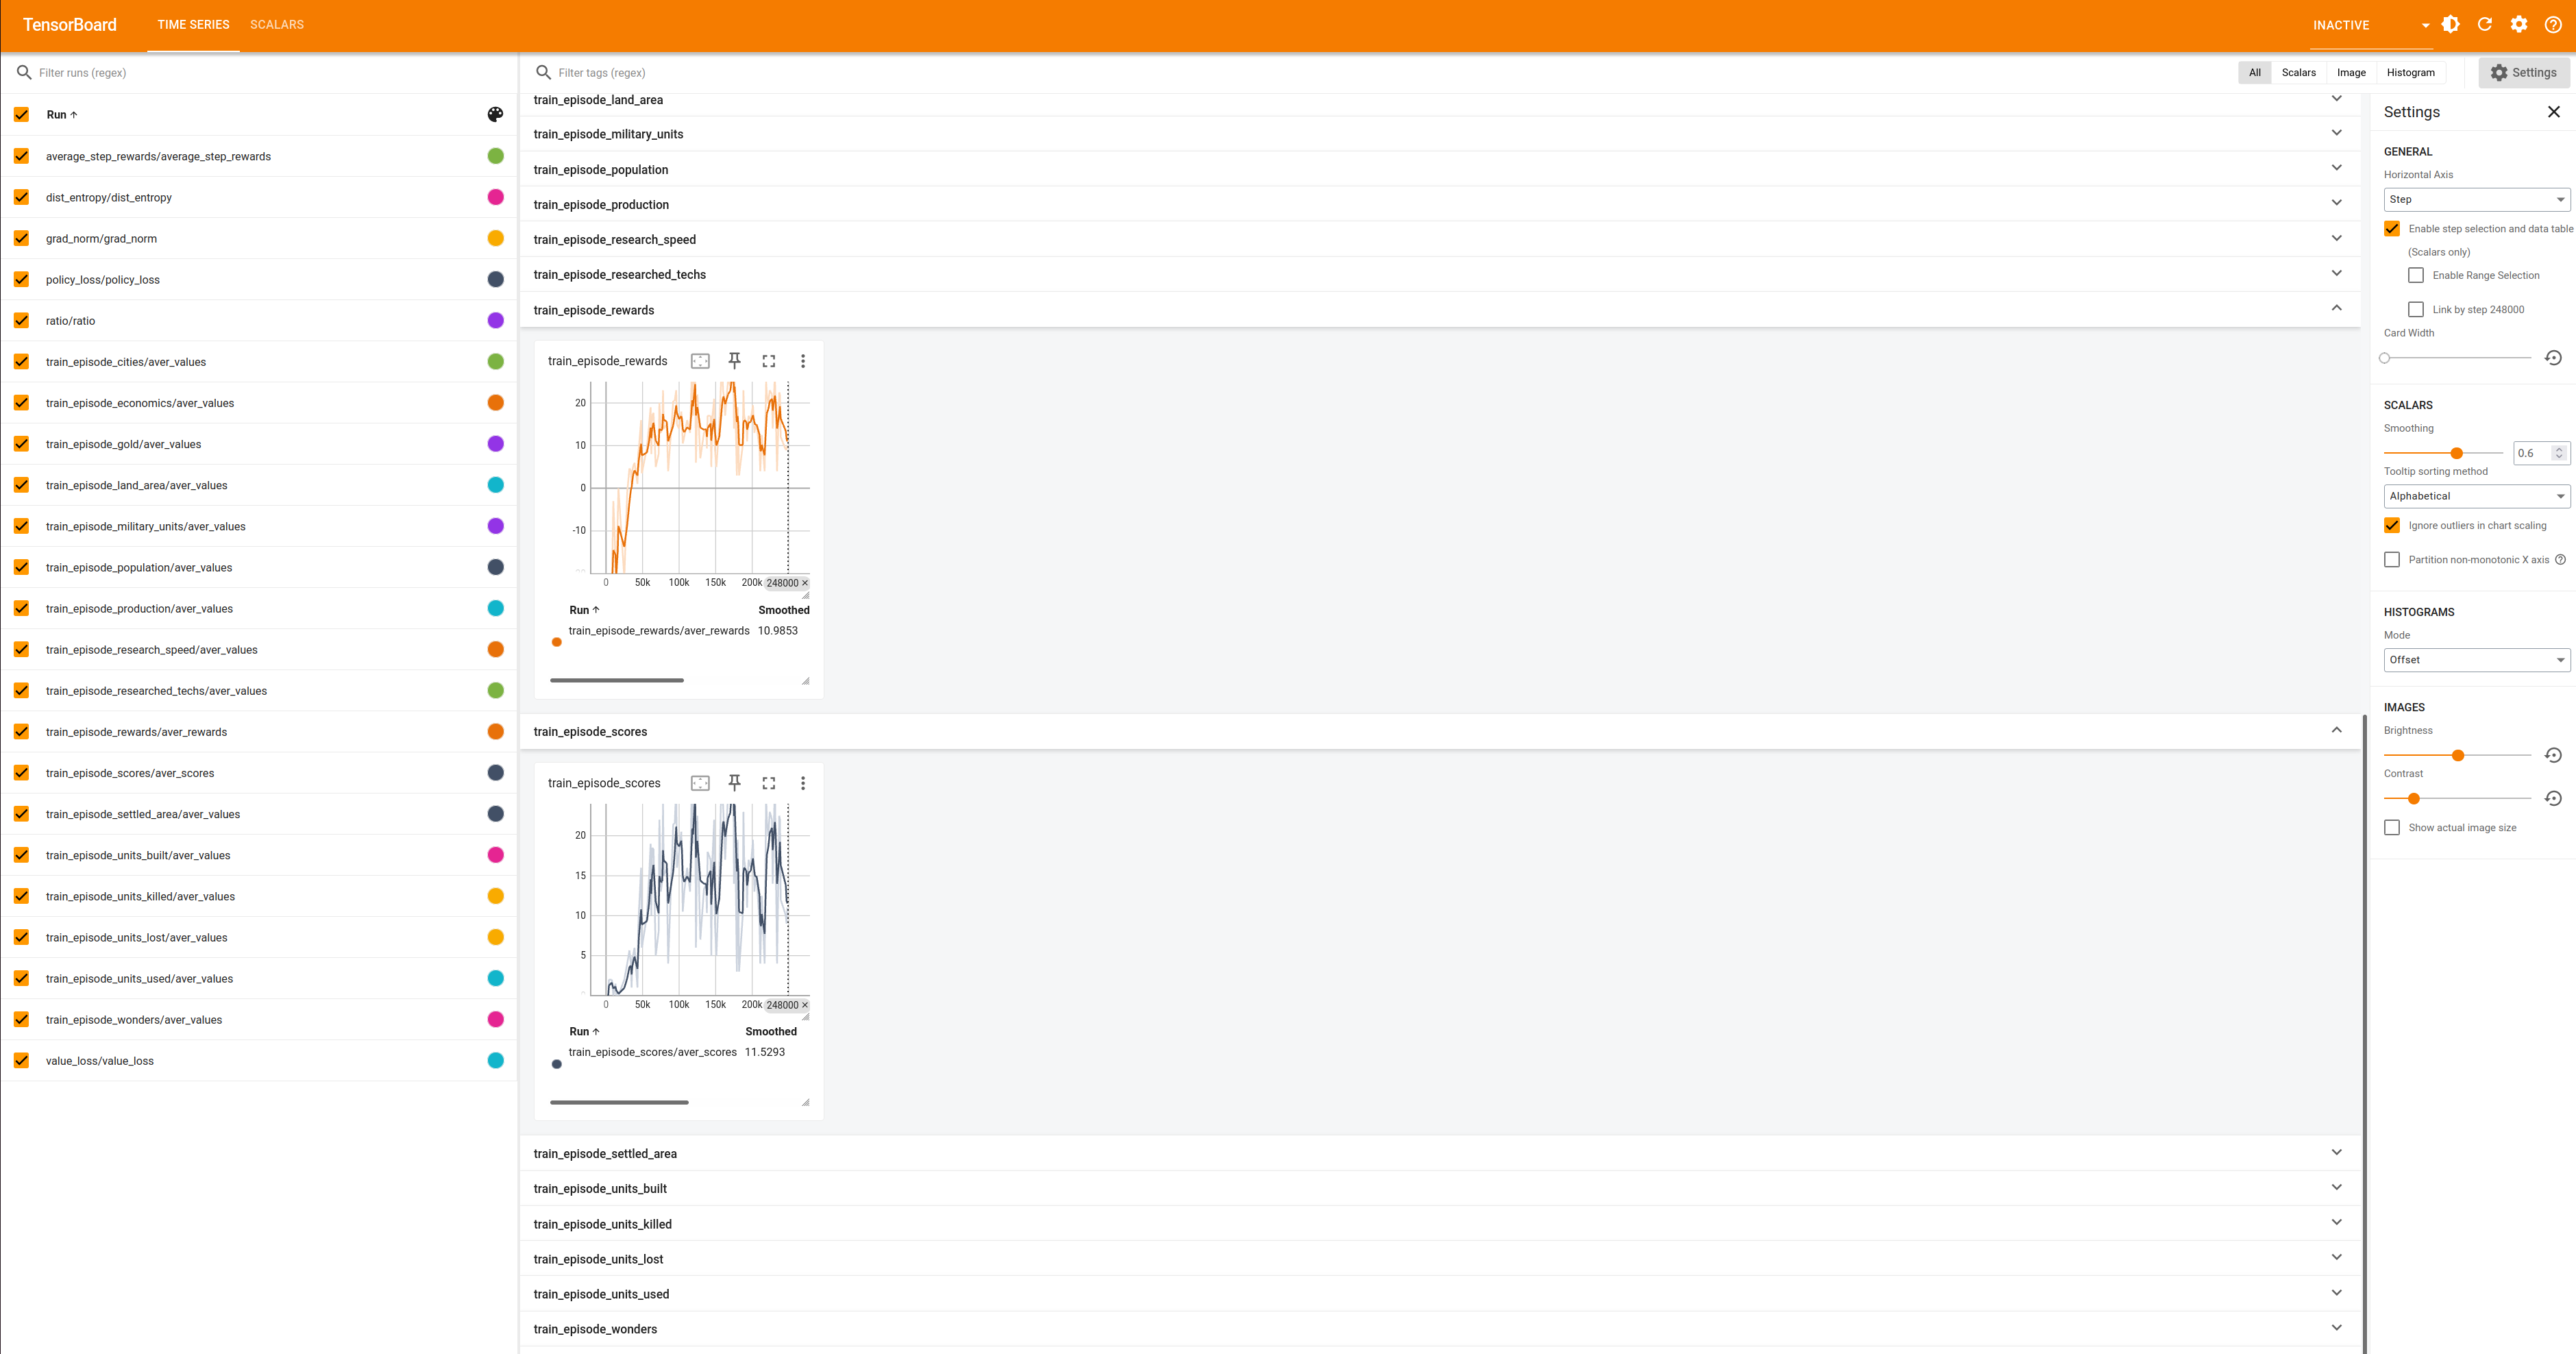 TensorBoard
TIME SERIES
SCALARS
INACTIVE
Filter runs (regex)
Run
average_step_rewards/average_step_rewards
dist_entropy/dist_entropy
grad_norm/grad_norm
policy_loss/policy_loss
ratio/ratio
train_episode_cities/aver_values
train_episode_economics/aver_values
train_episode_gold/aver_values
train_episode_land_area/aver_values
train_episode_military_units/aver_values
train_episode_population/aver_values
train_episode_production/aver_values
train_episode_research_speed/aver_values
train_episode_researched_techs/aver_values
train_episode_rewards/aver_rewards
train_episode_scores/aver_scores
train_episode_settled_area/aver_values
train_episode_units_built/aver_values
train_episode_units_killed/aver_values
train_episode_units_lost/aver_values
train_episode_units_used/aver_values
train_episode_wonders/aver_values
value_loss/value_loss
Filter tags (regex)
All Scalars Image Histogram
Settings
train_episode_land_area
train_episode_military_units
train_episode_population
train_episode_production
train_episode_research_speed
train_episode_researched_techs
train_episode_rewards
train_episode_rewards
20
10
0
-10
0 50k 100k 150k 200k 248000
Run Smoothed
train_episode_rewards/aver_rewards 10.9853
train_episode_scores
train_episode_scores
20
15
10
5
0 50k 100k 150k 200k 248000
Run Smoothed
train_episode_scores/aver_scores 11.5293
train_episode_settled_area
train_episode_units_built
train_episode_units_killed
train_episode_units_lost
train_episode_units_used
train_episode_wonders
Settings
GENERAL
Horizontal Axis
Step
Enable step selection and data table
(Scalars only)
Enable Range Selection
Link by step 248000
Card Width
SCALARS
Smoothing
0.6
Tooltip sorting method
Alphabetical
Ignore outliers in chart scaling
Partition non-monotonic X axis
HISTOGRAMS
Mode
Offset
IMAGES
Brightness
Contrast
Show actual image size